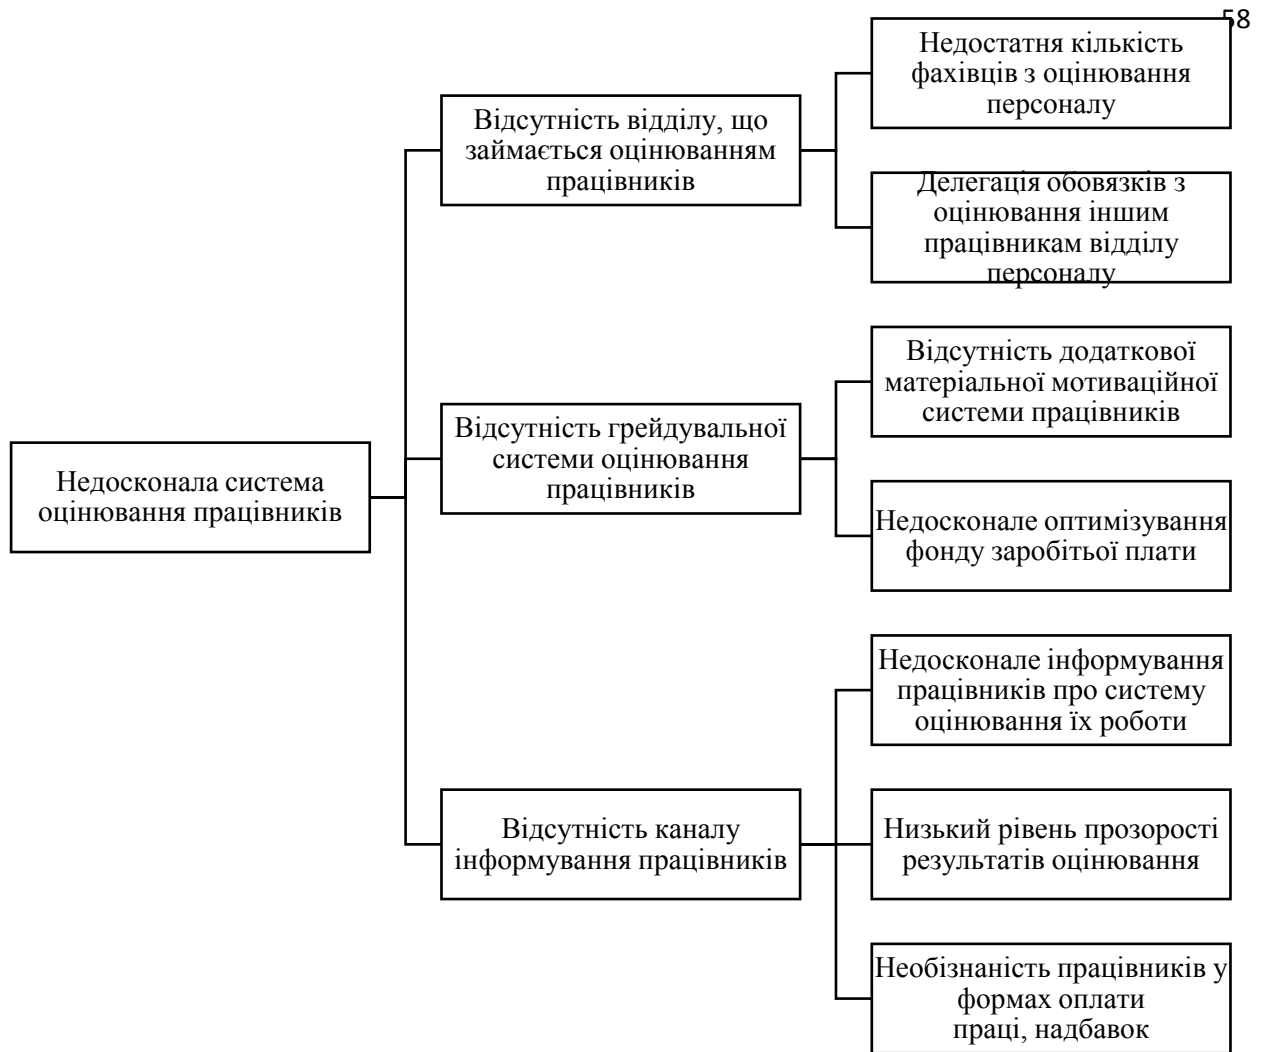 58
Недостатня кількість
фахівців з оцінювання
персоналу
Відсутність відділу, що
займається оцінюванням
працівників
Делегація обовязків з
оцінювання іншим
працівникам відділу
персоналу
Відсутність додаткової
матеріальної мотиваційної
системи працівників
Відсутність грейдувальної
системи оцінювання
працівників
Недосконала система
оцінювання працівників
Недосконале оптимізування
фонду заробітьої плати
Недосконале інформування
працівників про систему
оцінювання їх роботи
Відсутність каналу
інформування працівників
Низький рівень прозорості
результатів оцінювання
Необізнаність працівників у
формах оплати
праці, надбавок